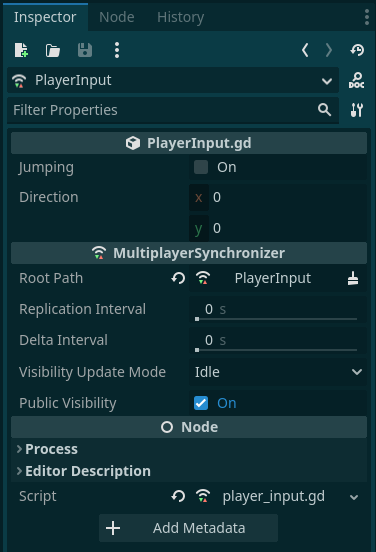 Inspector Node History
DOC
PlayerInput
Filter Properties
PlayerInput.gd
Jumping On
Direction x 0
y 0
MultiplayerSynchronizer
Root Path PlayerInput
Replication Interval 0 s
Delta Interval 0 s
Visibility Update Mode Idle
Public Visibility On
Node
Process
Editor Description
Script player_input.gd
Add Metadata